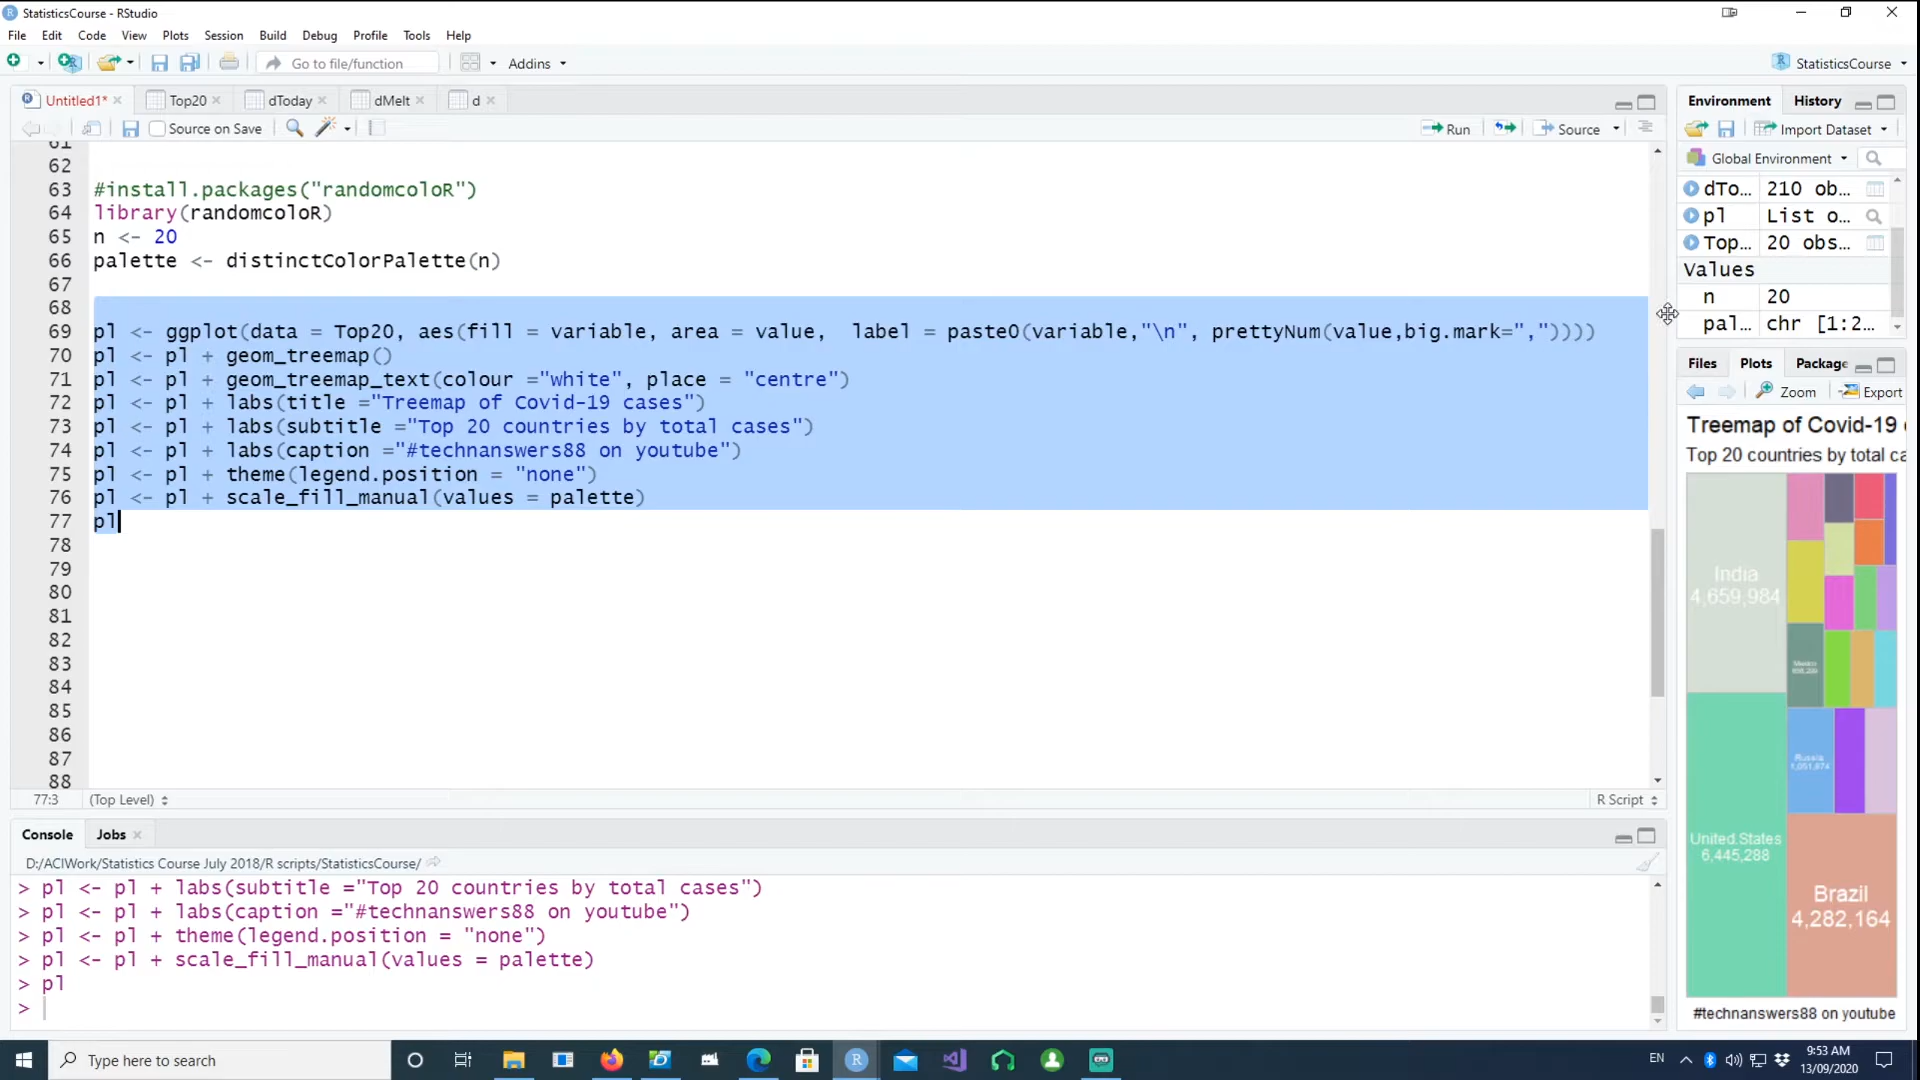 StatisticsCourse - RStudio
File Edit Code View Plots Session Build Debug Profile Tools Help
Go to file/function Addins StatisticsCourse
Untitled1* Top20 dToday dMelt d
Source on Save Run Source
61
62
63 #install.packages("randomcoloR")
64 library(randomcoloR)
65 n <- 20
66 palette <- distinctColorPalette(n)
67
68
69 pl <- ggplot(data = Top20, aes(fill = variable, area = value,  label = paste0(variable,"\n", prettyNum(value,big.mark=","))))
70 pl <- pl + geom_treemap()
71 pl <- pl + geom_treemap_text(colour ="white", place = "centre")
72 pl <- pl + labs(title ="Treemap of Covid-19 cases")
73 pl <- pl + labs(subtitle ="Top 20 countries by total cases")
74 pl <- pl + labs(caption ="#technanswers88 on youtube")
75 pl <- pl + theme(legend.position = "none")
76 pl <- pl + scale_fill_manual(values = palette)
77 pl
78
79
80
81
82
83
84
85
86
87
88
77:3 (Top Level) R Script
Console Jobs
D:/ACIWork/Statistics Course July 2018/R scripts/StatisticsCourse/
> pl <- pl + labs(subtitle ="Top 20 countries by total cases")
> pl <- pl + labs(caption ="#technanswers88 on youtube")
> pl <- pl + theme(legend.position = "none")
> pl <- pl + scale_fill_manual(values = palette)
> pl
>
Environment History
Import Dataset
Global Environment
dTo... 210 ob...
pl List o...
Top... 20 obs...
Values
n 20
pal... chr [1:2...
Files Plots Package
Zoom Export
Treemap of Covid-19
Top 20 countries by total ca
India
4,659,984
Mexico
Russia
United.States
6,445,288
Brazil
4,282,164
#technanswers88 on youtube
Type here to search
EN
9:53 AM
13/09/2020